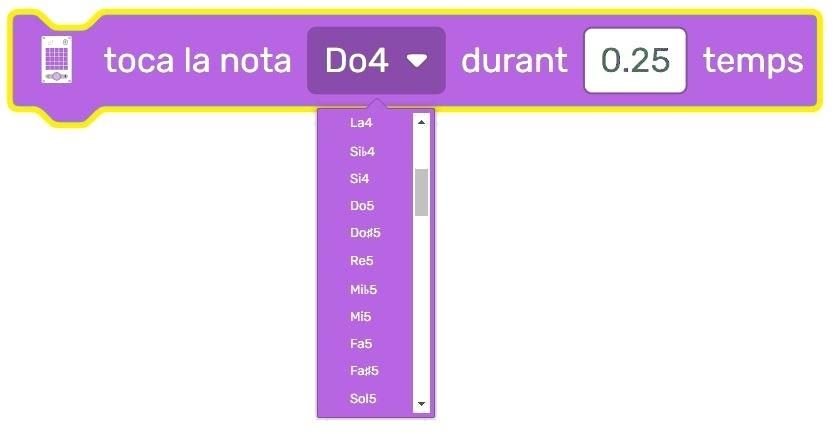 toca la nota Do4 durant 0.25 temps
La4
Si♭4
Si4
Do5
Do♯5
Re5
Mi♭5
Mi5
Fa5
Fa♯5
Sol5